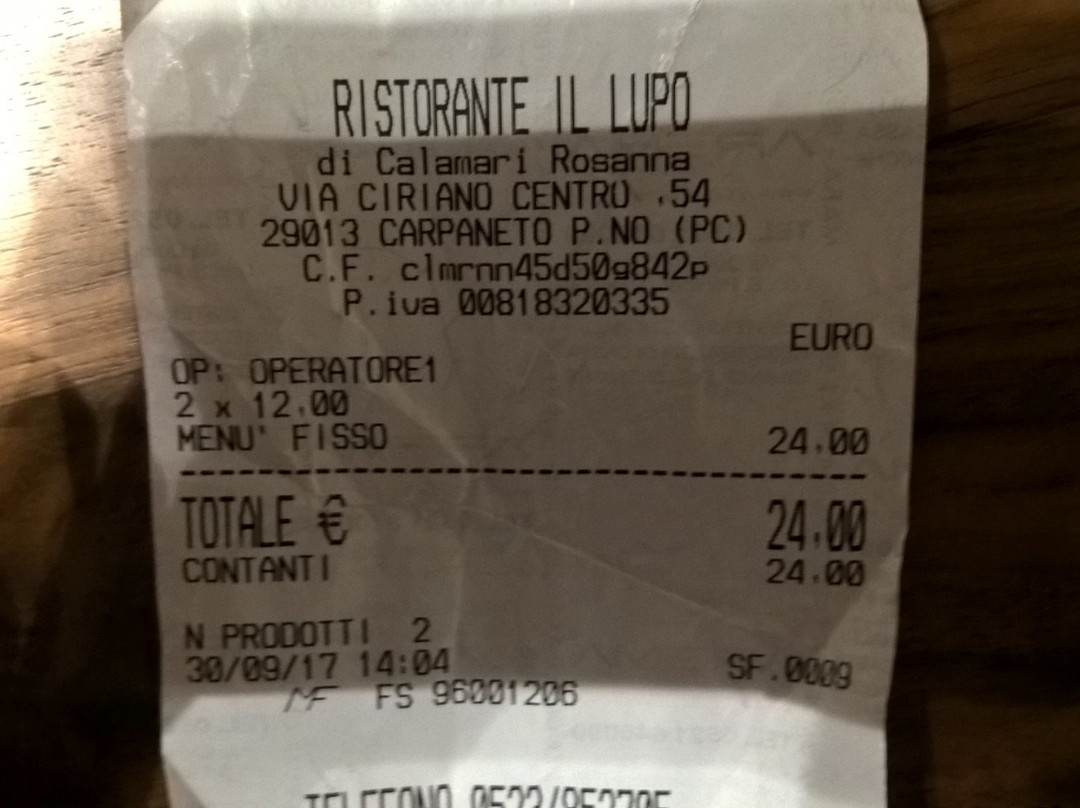 RISTORANTE IL LUPO
di Calamari Rosanna
VIA CIRIANO CENTRO .54
29013 CARPANETO P.NO (PC)
C.F. clmrnn45d50g842p
P.iva 00818320335
EURO
OP: OPERATORE1
2 x 12.00
MENU' FISSO 24.00
TOTALE € 24.00
CONTANTI 24.00
N PRODOTTI 2
30/09/17 14:04 SF.0009
MF FS 96001206
TELEFONO